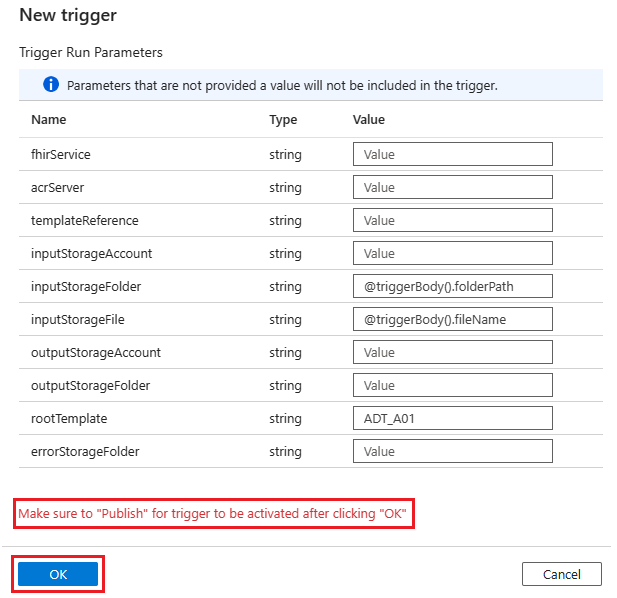 New trigger
Trigger Run Parameters
Parameters that are not provided a value will not be included in the trigger.
Name Type Value
fhirService string Value
acrServer string Value
templateReference string Value
inputStorageAccount string Value
inputStorageFolder string @triggerBody().folderPath
inputStorageFile string @triggerBody().fileName
outputStorageAccount string Value
outputStorageFolder string Value
rootTemplate string ADT_A01
errorStorageFolder string Value
Make sure to "Publish" for trigger to be activated after clicking "OK"
OK Cancel